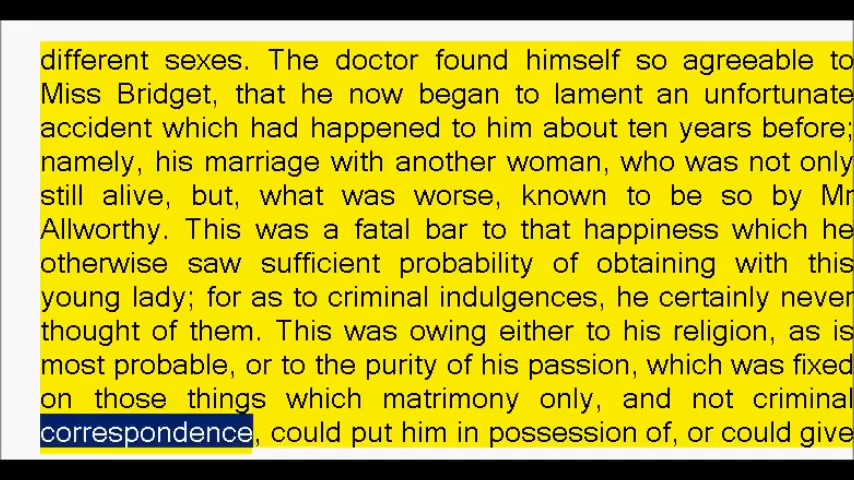 different sexes. The doctor found himself so agreeable to
Miss Bridget, that he now began to lament an unfortunate
accident which had happened to him about ten years before;
namely, his marriage with another woman, who was not only
still alive, but, what was worse, known to be so by Mr
Allworthy. This was a fatal bar to that happiness which he
otherwise saw sufficient probability of obtaining with this
young lady; for as to criminal indulgences, he certainly never
thought of them. This was owing either to his religion, as is
most probable, or to the purity of his passion, which was fixed
on those things which matrimony only, and not criminal
correspondence, could put him in possession of, or could give